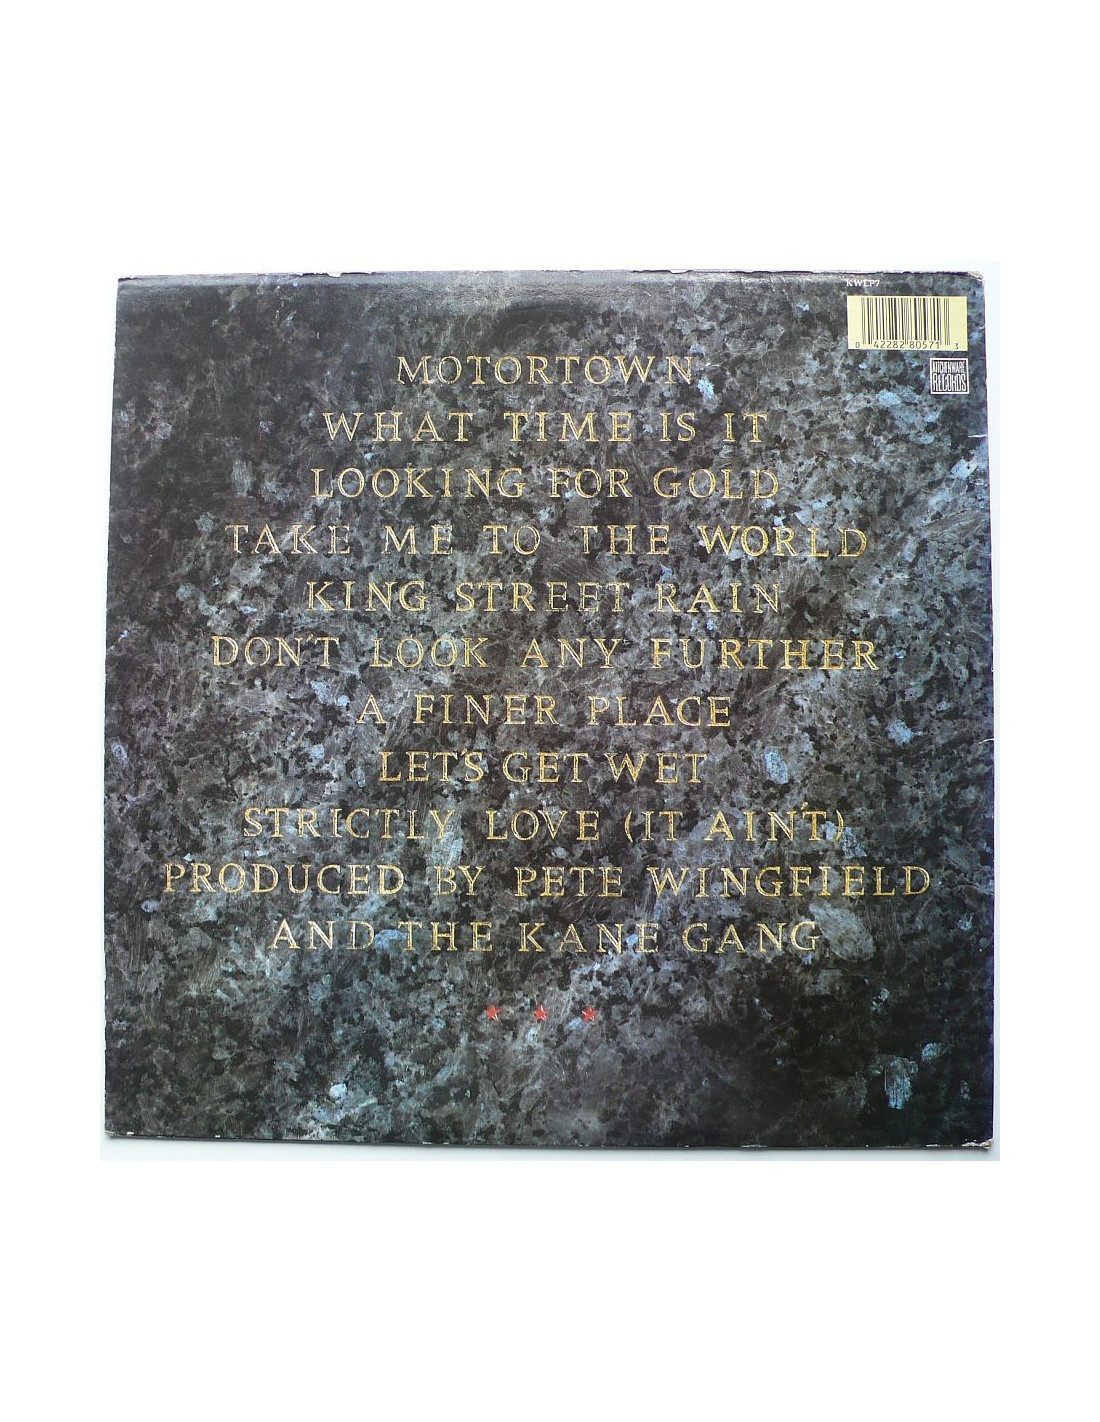 KWLP7
0 42282 80571 3
KITCHENWARE
RECORDS
MOTORTOWN
WHAT TIME IS IT
LOOKING FOR GOLD
TAKE ME TO THE WORLD
KING STREET RAIN
DON'T LOOK ANY FURTHER
A FINER PLACE
LET'S GET WET
STRICTLY LOVE (IT AIN'T)
PRODUCED BY PETE WINGFIELD
AND THE KANE GANG